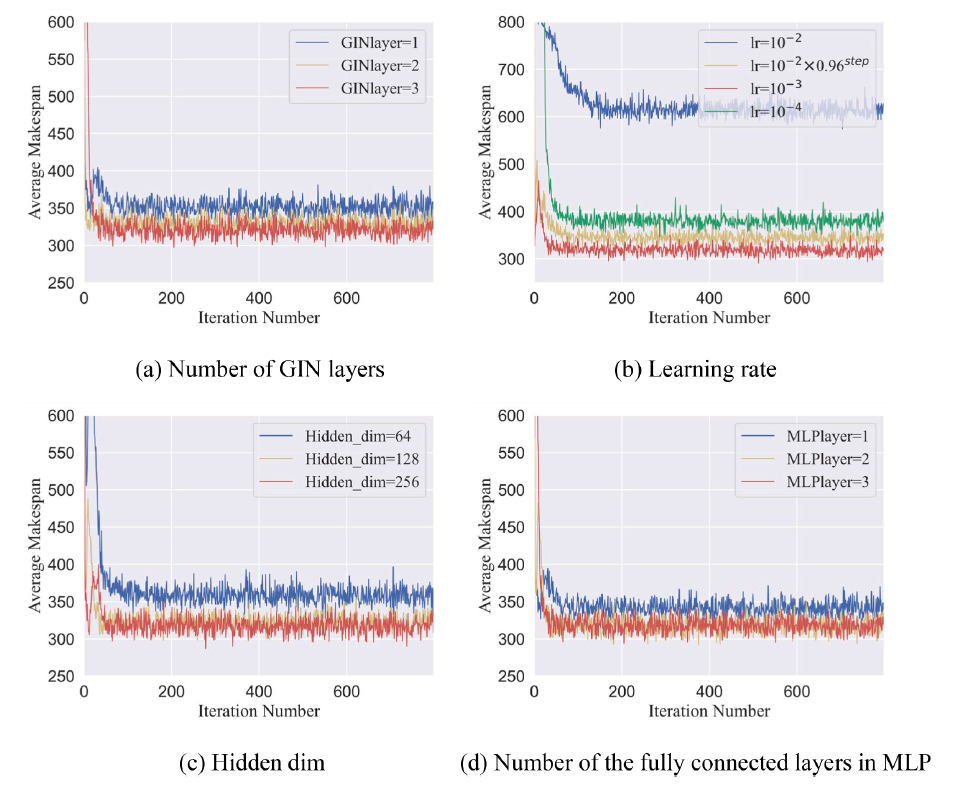 600
550
500
450
400
350
300
250
Average Makespan
GINlayer=1
GINlayer=2
GINlayer=3
0 200 400 600
Iteration Number
(a) Number of GIN layers
800
700
600
500
400
300
Average Makespan
lr=10⁻²
lr=10⁻²×0.96ˢᵗᵉᵖ
lr=10⁻³
lr=10⁻⁴
0 200 400 600
Iteration Number
(b) Learning rate
600
550
500
450
400
350
300
250
Average Makespan
Hidden_dim=64
Hidden_dim=128
Hidden_dim=256
0 200 400 600
Iteration Number
(c) Hidden dim
600
550
500
450
400
350
300
250
Average Makespan
MLPlayer=1
MLPlayer=2
MLPlayer=3
0 200 400 600
Iteration Number
(d) Number of the fully connected layers in MLP